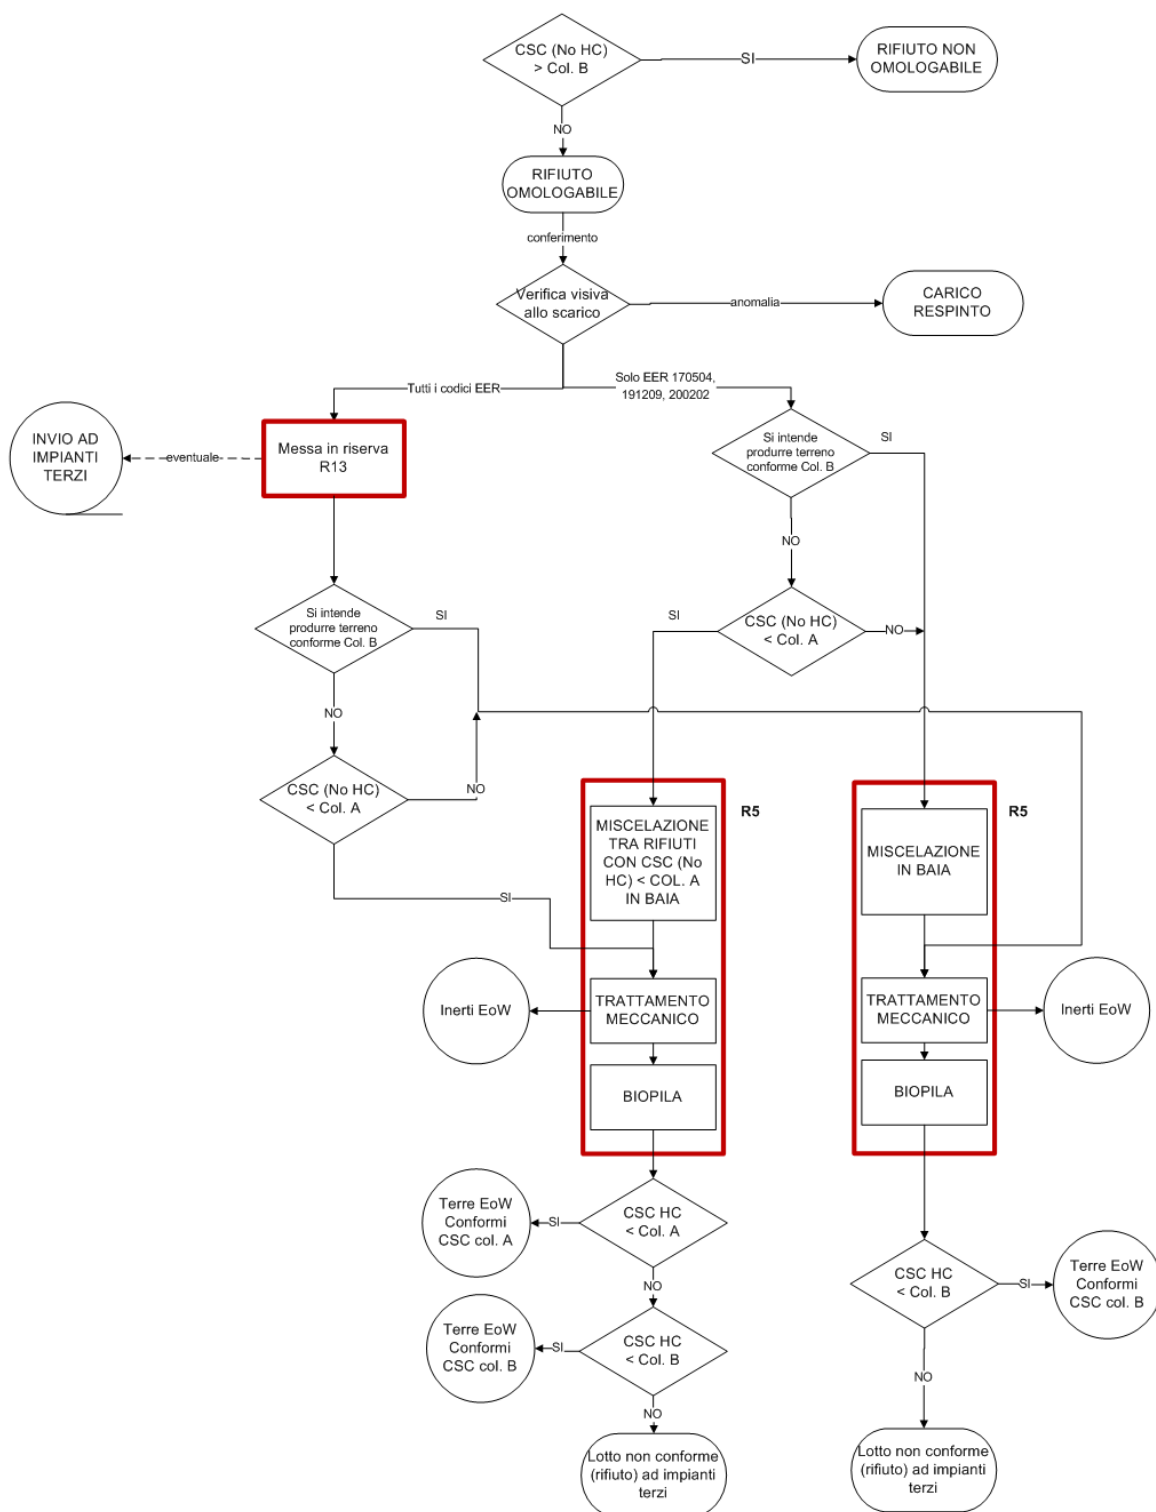 CSC (No HC)
> Col. B
SI
RIFIUTO NON
OMOLOGABILE
NO
RIFIUTO
OMOLOGABILE
conferimento
Verifica visiva
allo scarico
anomalia
CARICO
RESPINTO
Tutti i codici EER
Solo EER 170504,
191209, 200202
INVIO AD
IMPIANTI
TERZI
eventuale
Messa in riserva
R13
Si intende
produrre terreno
conforme Col. B
SI
NO
Si intende
produrre terreno
conforme Col. B
SI
NO
SI
CSC (No HC)
< Col. A
NO
CSC (No HC)
< Col. A
NO
SI
MISCELAZIONE
TRA RIFIUTI
CON CSC (No
HC) < COL. A
IN BAIA
R5
MISCELAZIONE
IN BAIA
R5
Inerti EoW
TRATTAMENTO
MECCANICO
TRATTAMENTO
MECCANICO
Inerti EoW
BIOPILA
BIOPILA
Terre EoW
Conformi
CSC col. A
SI
CSC HC
< Col. A
NO
CSC HC
< Col. B
SI
Terre EoW
Conformi
CSC col. B
Terre EoW
Conformi
CSC col. B
SI
CSC HC
< Col. B
NO
NO
Lotto non conforme
(rifiuto) ad impianti
terzi
Lotto non conforme
(rifiuto) ad impianti
terzi